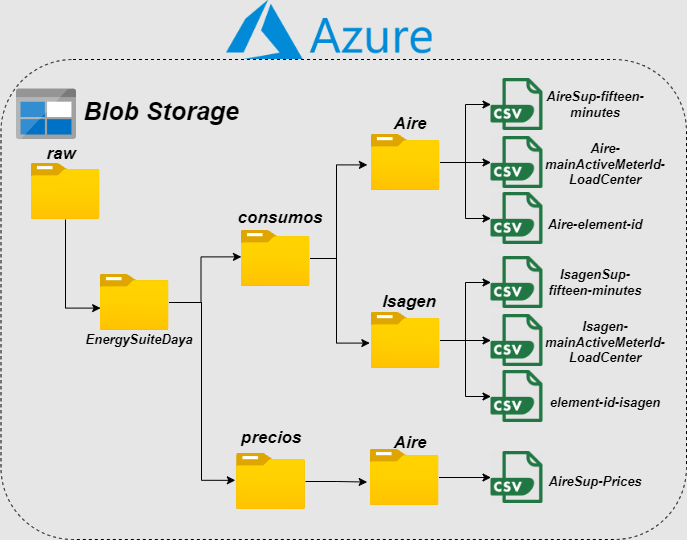 Azure
Blob Storage
raw
EnergySuiteDaya
consumos
Aire
CSV
AireSup-fifteen-
minutes
CSV
Aire-
mainActiveMeterId-
LoadCenter
CSV
Aire-element-id
Isagen
CSV
IsagenSup-
fifteen-minutes
CSV
Isagen-
mainActiveMeterId-
LoadCenter
CSV
element-id-isagen
precios
Aire
CSV
AireSup-Prices